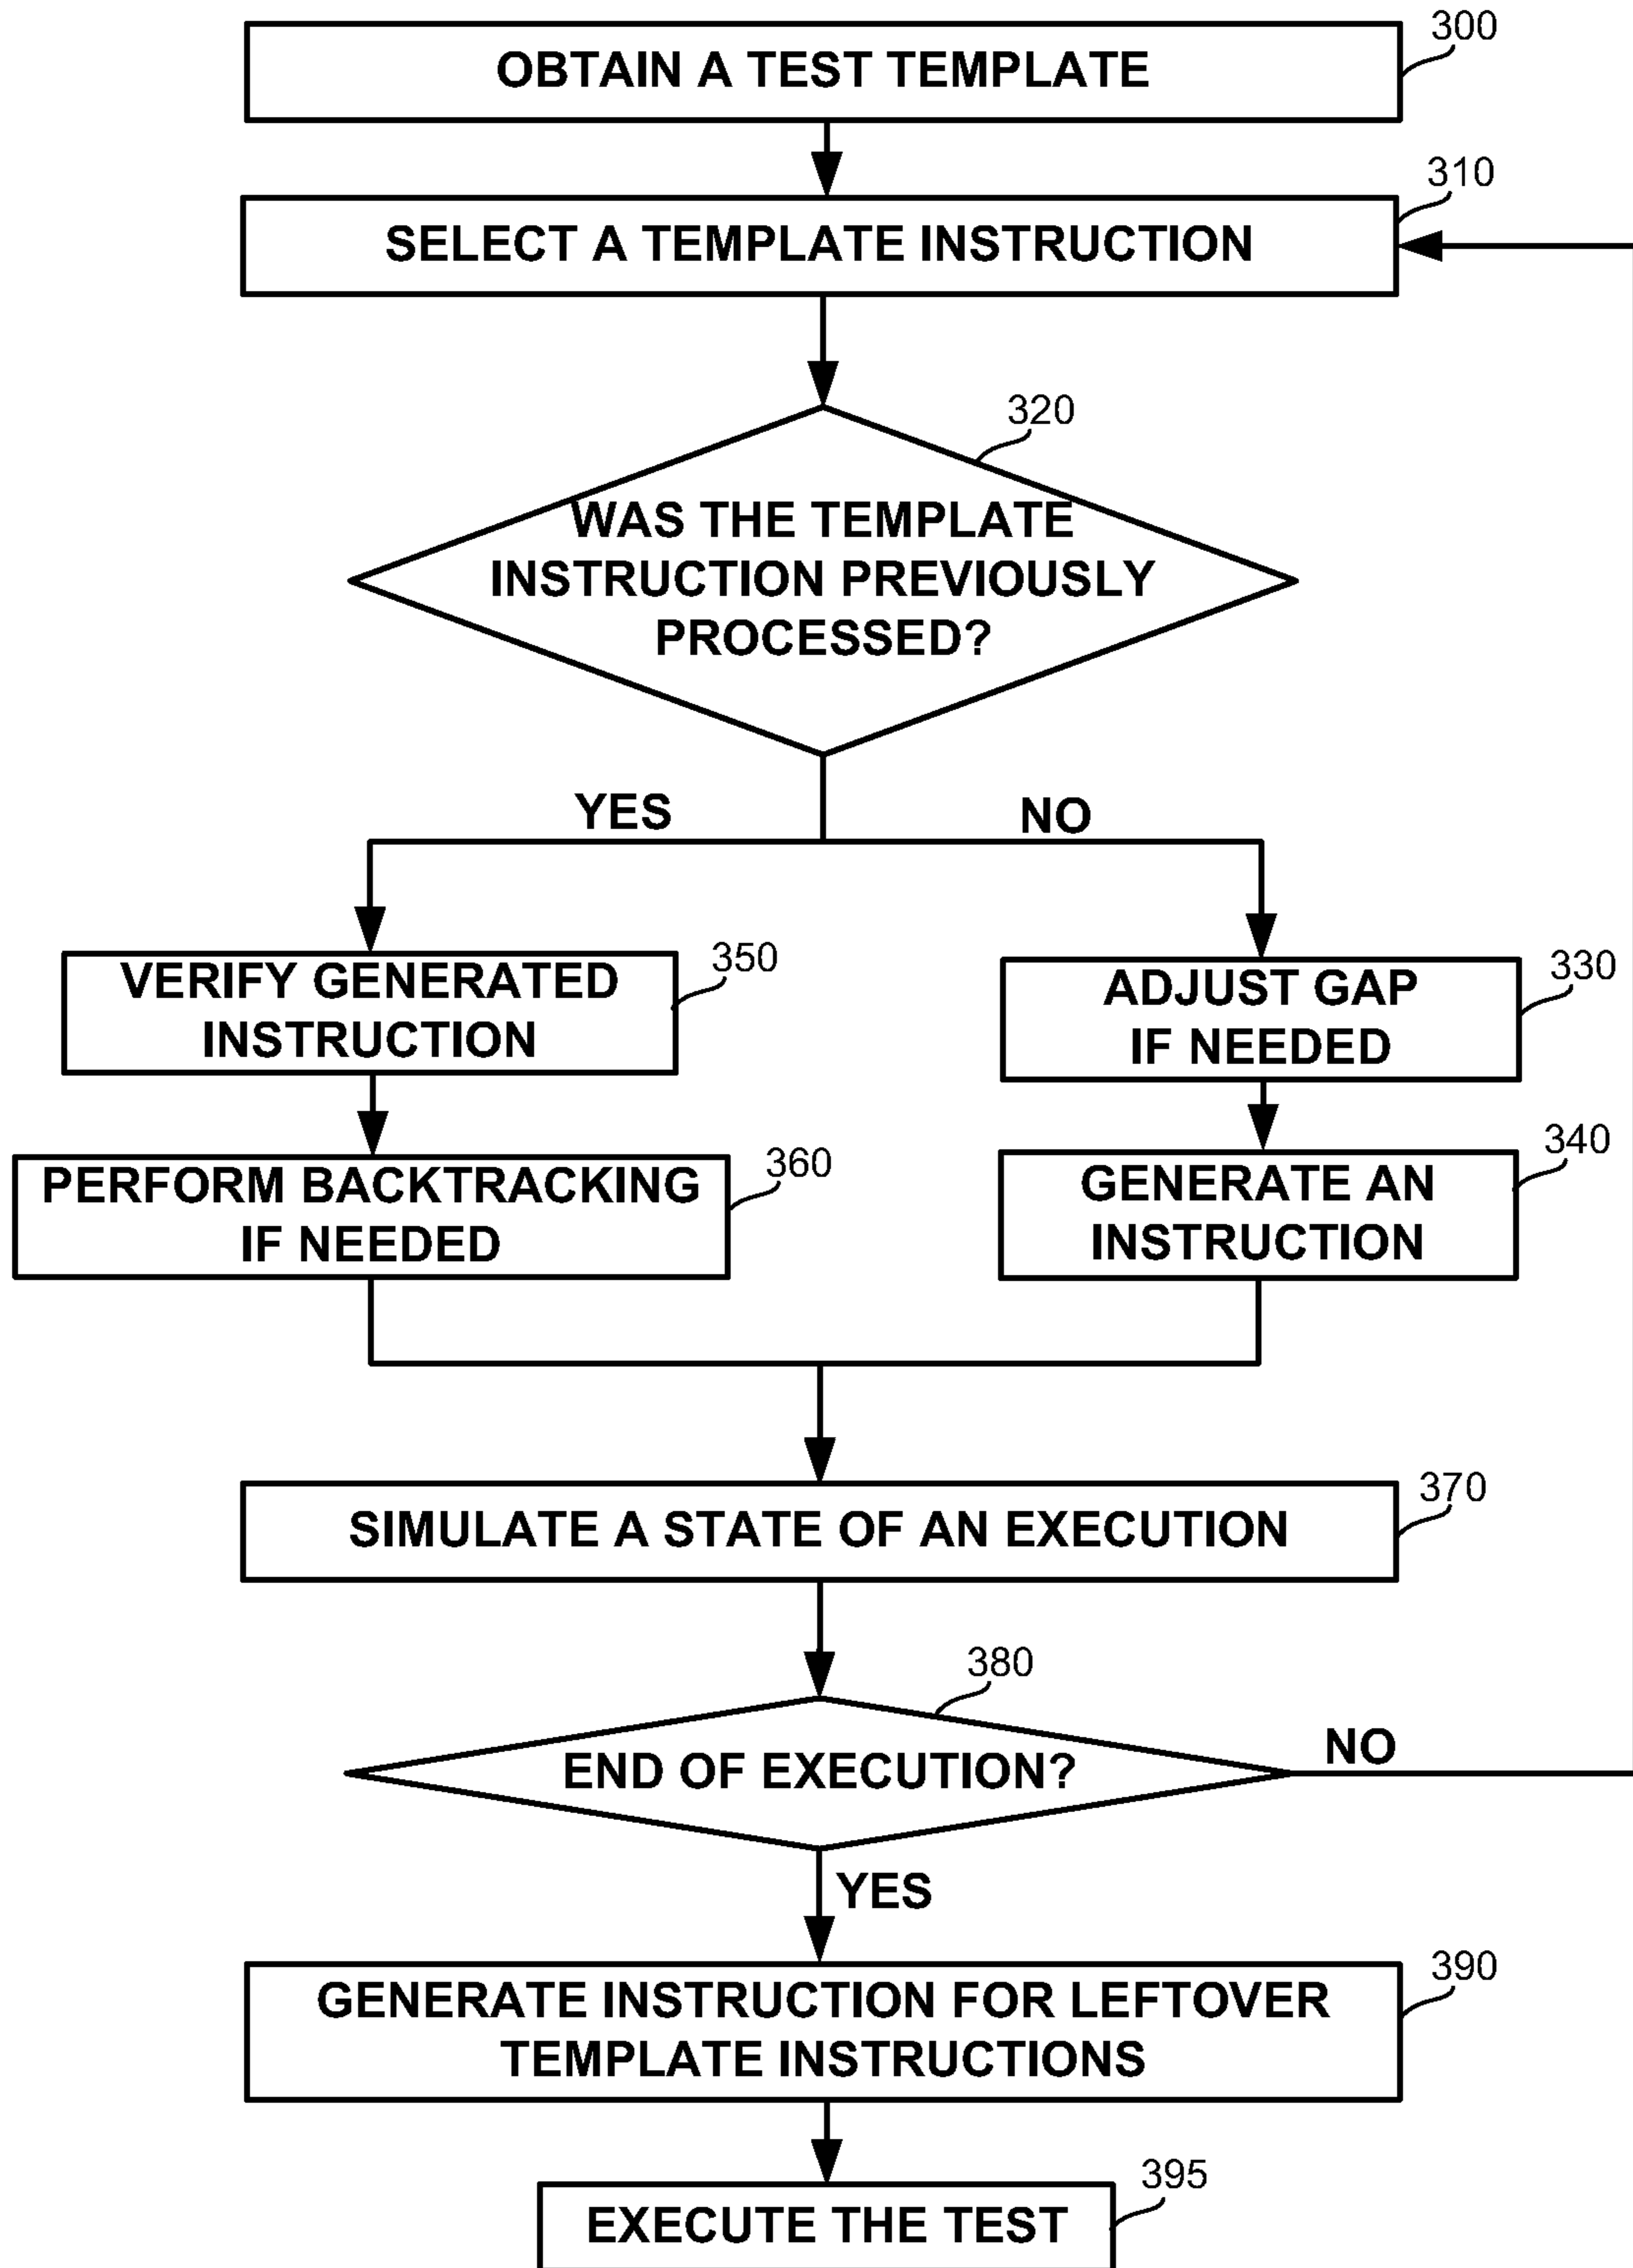 300
OBTAIN A TEST TEMPLATE
310
SELECT A TEMPLATE INSTRUCTION
320
WAS THE TEMPLATE
INSTRUCTION PREVIOUSLY
PROCESSED?
YES
NO
350
VERIFY GENERATED
INSTRUCTION
330
ADJUST GAP
IF NEEDED
360
PERFORM BACKTRACKING
IF NEEDED
340
GENERATE AN
INSTRUCTION
370
SIMULATE A STATE OF AN EXECUTION
380
END OF EXECUTION?
NO
YES
390
GENERATE INSTRUCTION FOR LEFTOVER
TEMPLATE INSTRUCTIONS
395
EXECUTE THE TEST